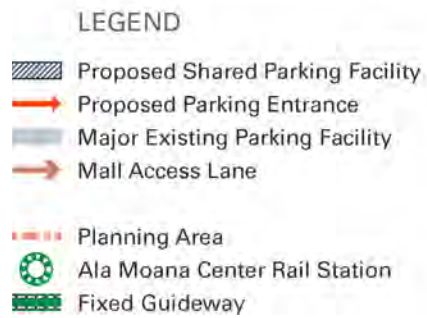 LEGEND
Proposed Shared Parking Facility
Proposed Parking Entrance
Major Existing Parking Facility
Mall Access Lane
Planning Area
Ala Moana Center Rail Station
Fixed Guideway